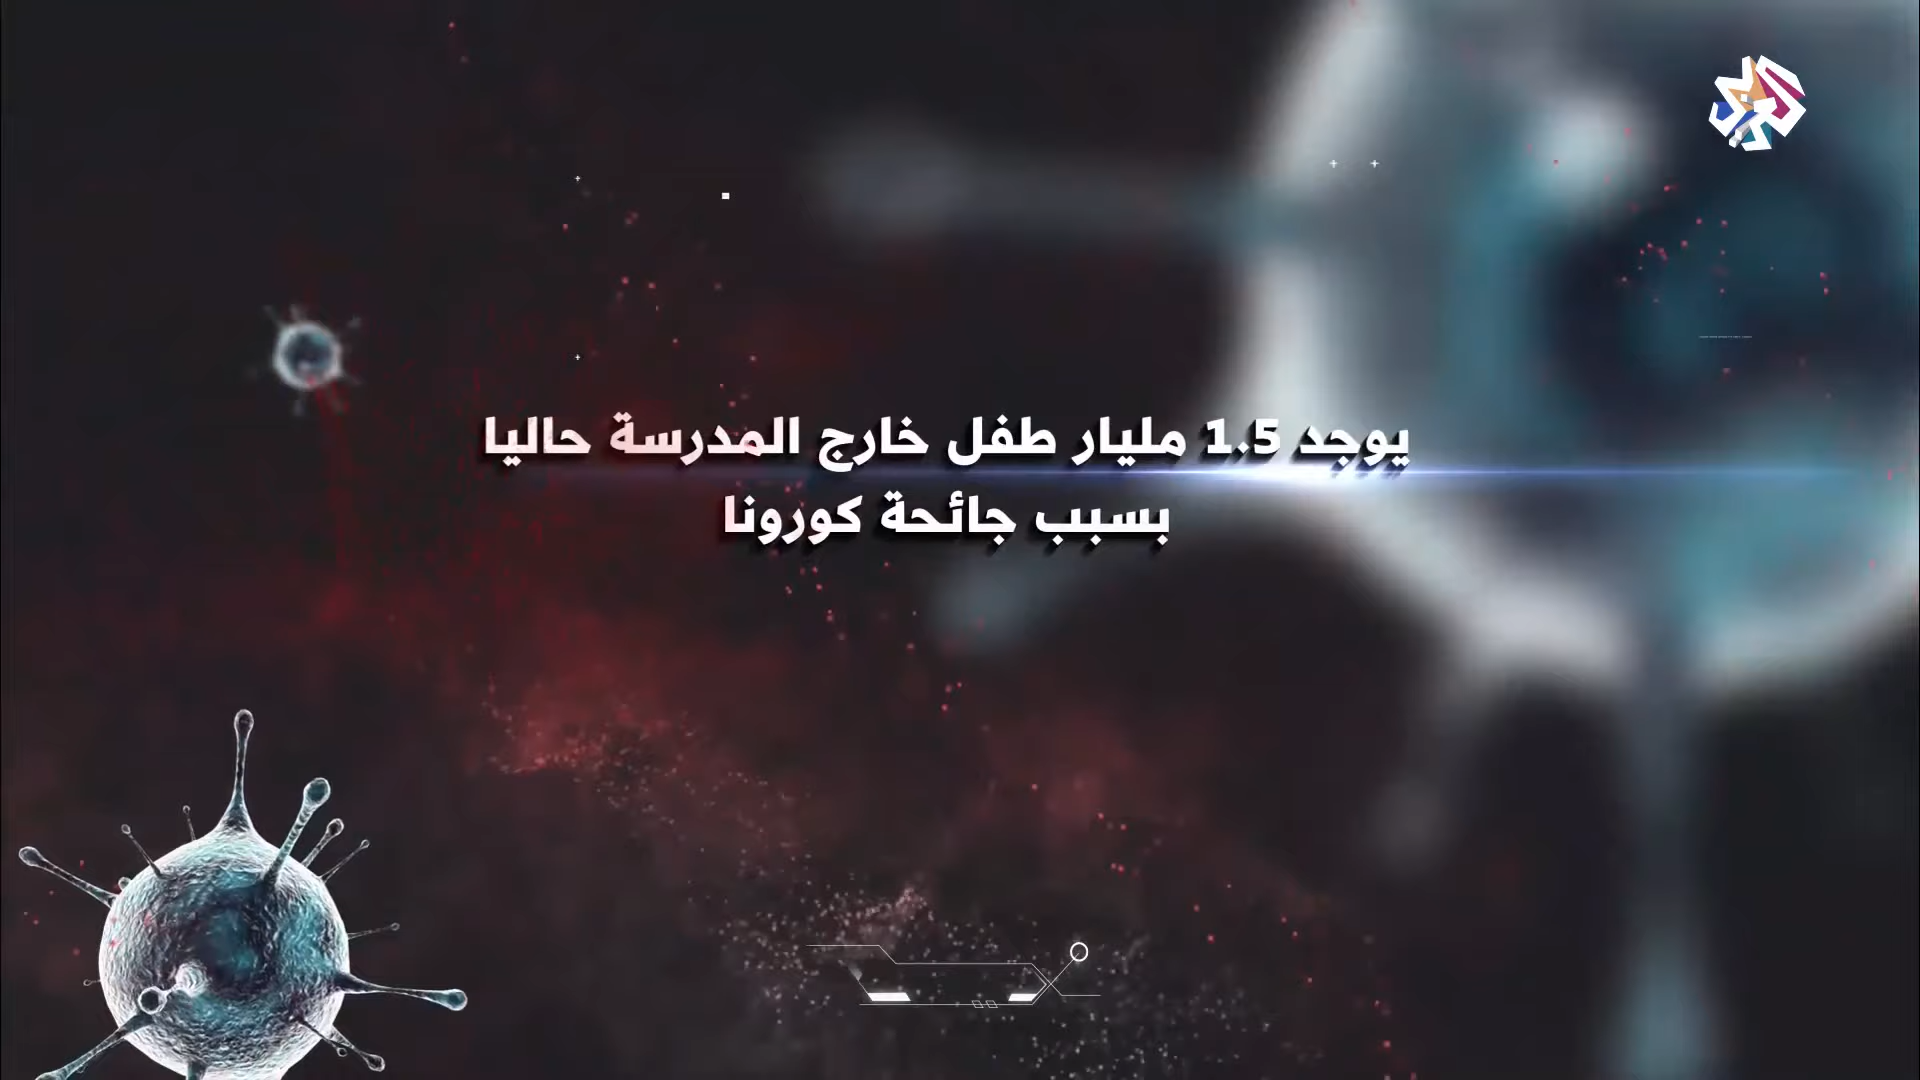 يوجد 1.5 مليار طفل خارج المدرسة حاليا
بسبب جائحة كورونا